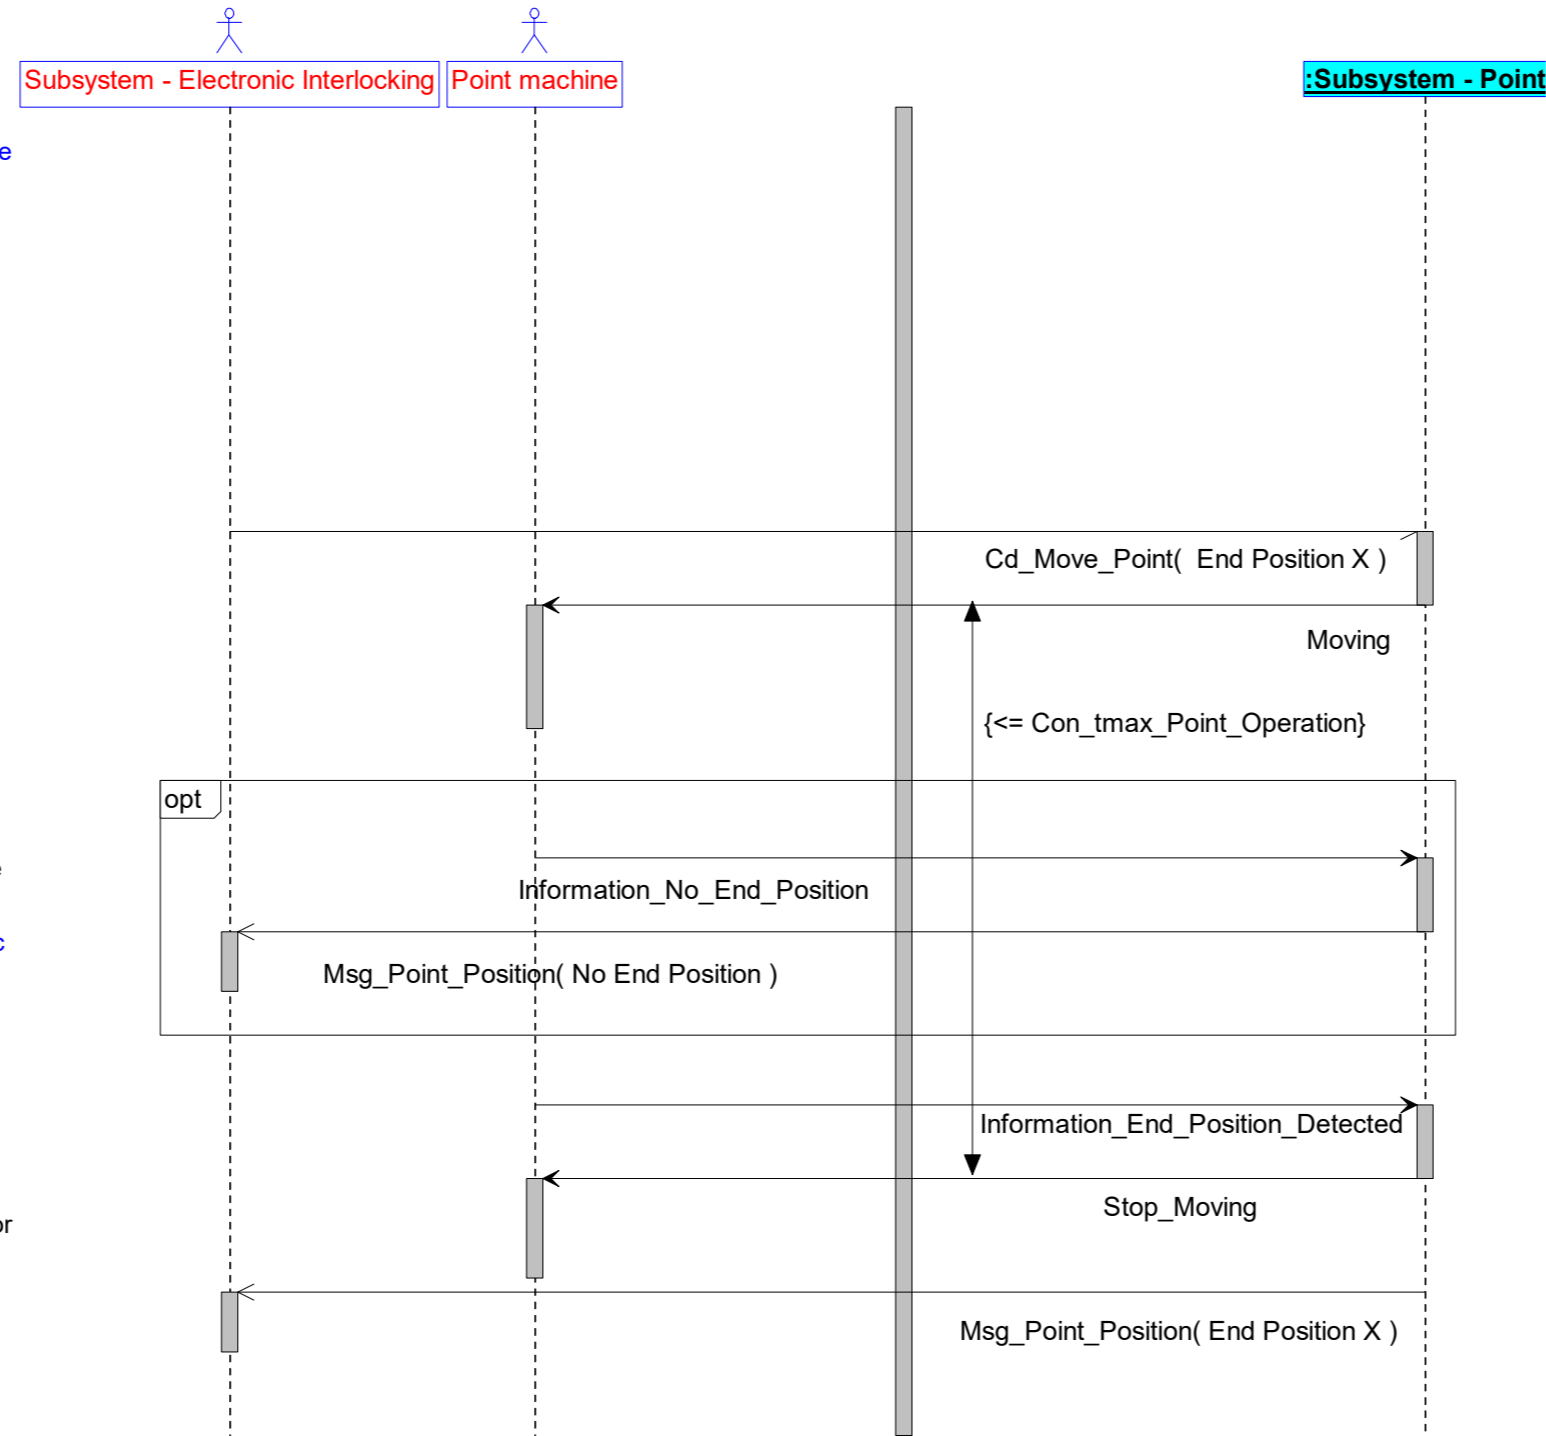 Subsystem - Electronic Interlocking
Point machine
:Subsystem - Point
e
Cd_Move_Point(  End Position X )
Moving
{<= Con_tmax_Point_Operation}
opt
e
Information_No_End_Position
c
Msg_Point_Position( No End Position )
Information_End_Position_Detected
Stop_Moving
or
Msg_Point_Position( End Position X )